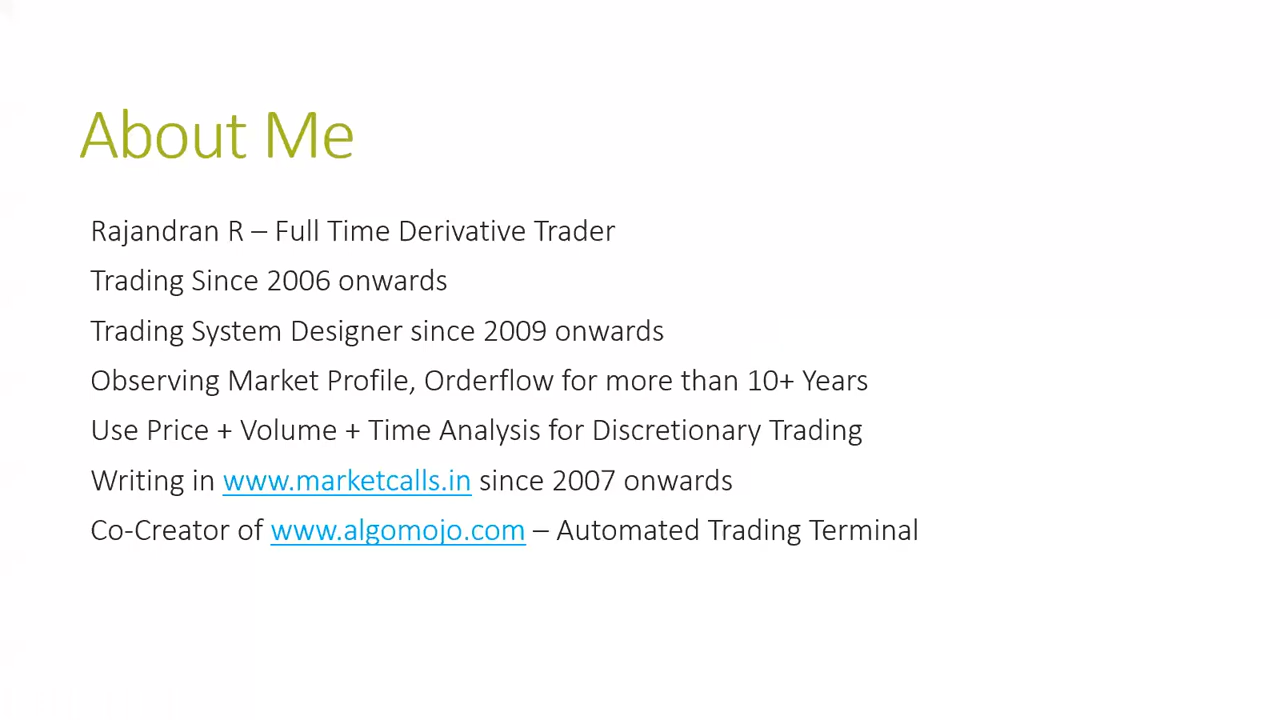 About Me
Rajandran R – Full Time Derivative Trader
Trading Since 2006 onwards
Trading System Designer since 2009 onwards
Observing Market Profile, Orderflow for more than 10+ Years
Use Price + Volume + Time Analysis for Discretionary Trading
Writing in www.marketcalls.in since 2007 onwards
Co-Creator of www.algomojo.com – Automated Trading Terminal